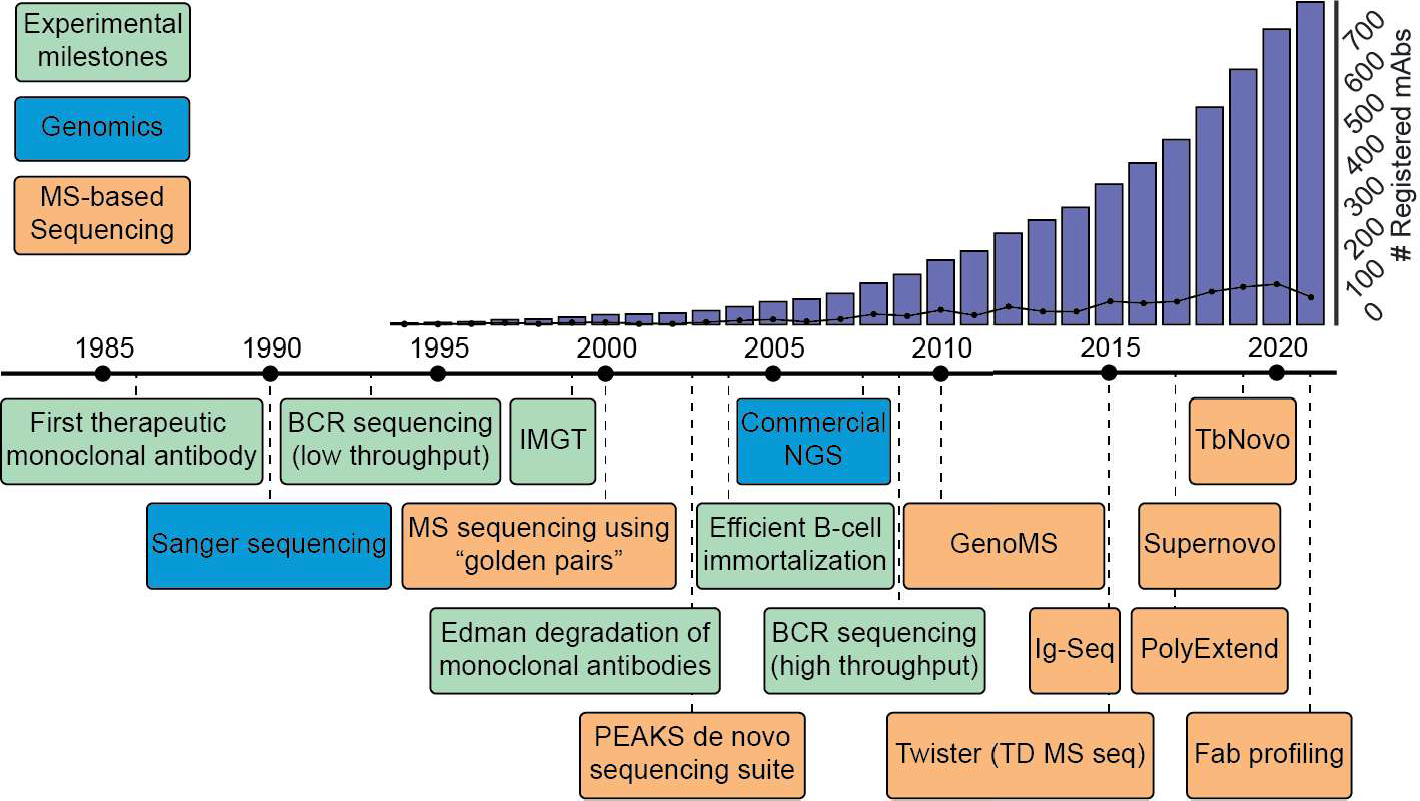 Experimental
milestones
Genomics
MS-based
Sequencing
700
600
500
400
300
200
100
0
# Registered mAbs
1985
1990
1995
2000
2005
2010
2015
2020
First therapeutic
monoclonal antibody
BCR sequencing
(low throughput)
IMGT
Commercial
NGS
TbNovo
Sanger sequencing
MS sequencing using
“golden pairs”
Efficient B-cell
immortalization
GenoMS
Supernovo
Edman degradation of
monoclonal antibodies
BCR sequencing
(high throughput)
Ig-Seq
PolyExtend
PEAKS de novo
sequencing suite
Twister (TD MS seq)
Fab profiling